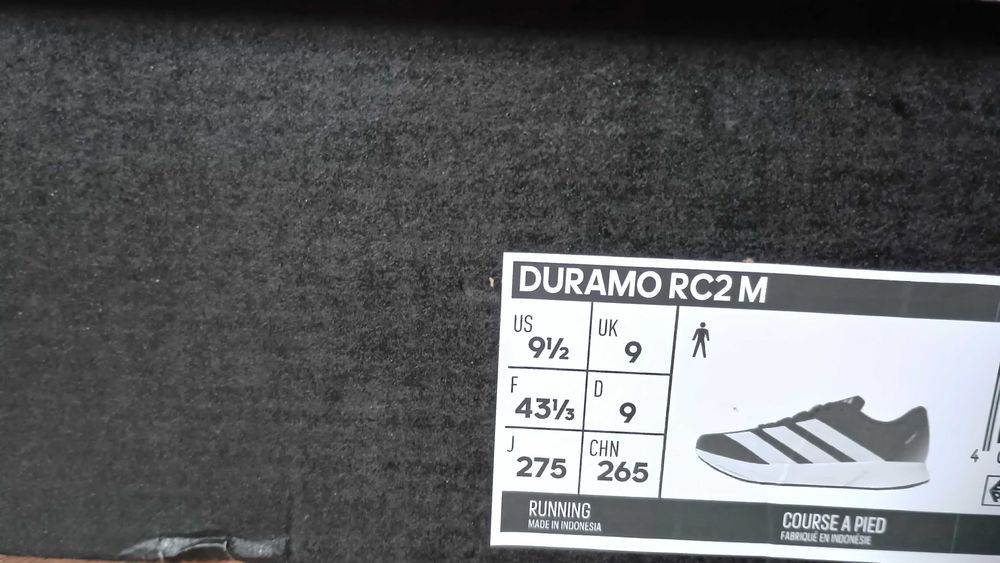 DURAMO RC2 M
US 9½ UK 9
F 43⅓ D 9
J 275 CHN 265
RUNNING
MADE IN INDONESIA
COURSE A PIED
FABRIQUÉ EN INDONÉSIE
4